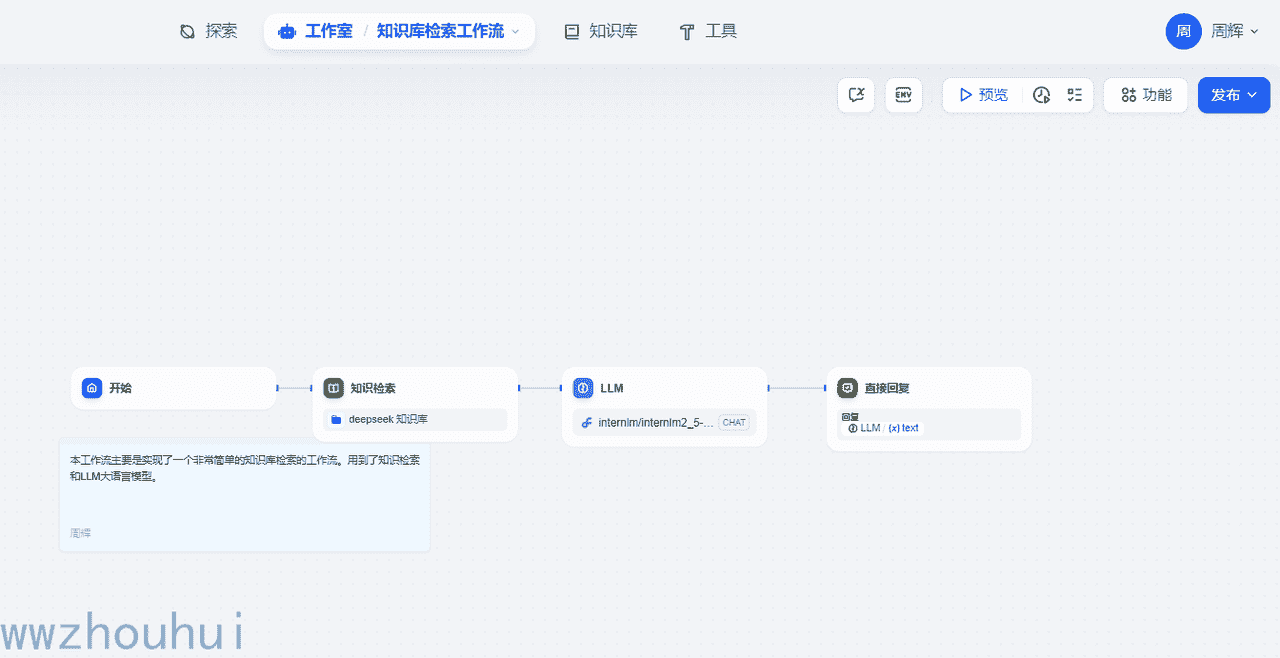 探索
工作室 / 知识库检索工作流
知识库
工具
周 周辉
ENV
预览
功能
发布
开始
知识检索
deepseek 知识库
LLM
internlm/internlm2_5-... CHAT
直接回复
回复
LLM / {x} text
本工作流主要是实现了一个非常简单的知识库检索的工作流。用到了知识检索
和LLM大语言模型。
周辉
wwzhouhui